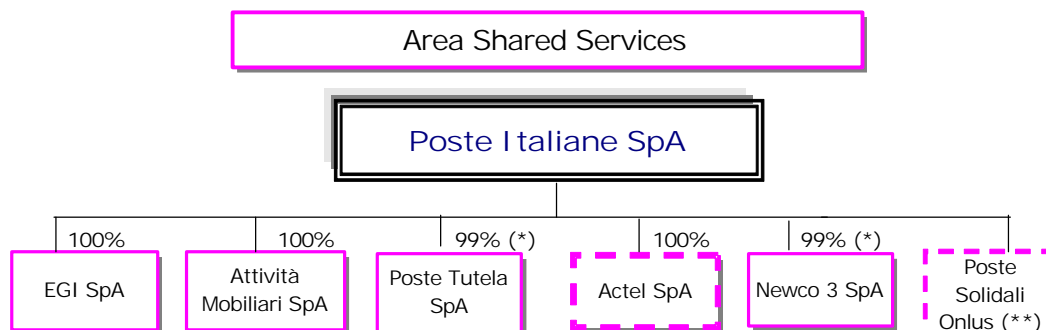 Area Shared Services
Poste Italiane SpA
100%
100%
99% (*)
100%
99% (*)
EGI SpA
Attività
Mobiliari SpA
Poste Tutela
SpA
Actel SpA
Newco 3 SpA
Poste
Solidali
Onlus (**)